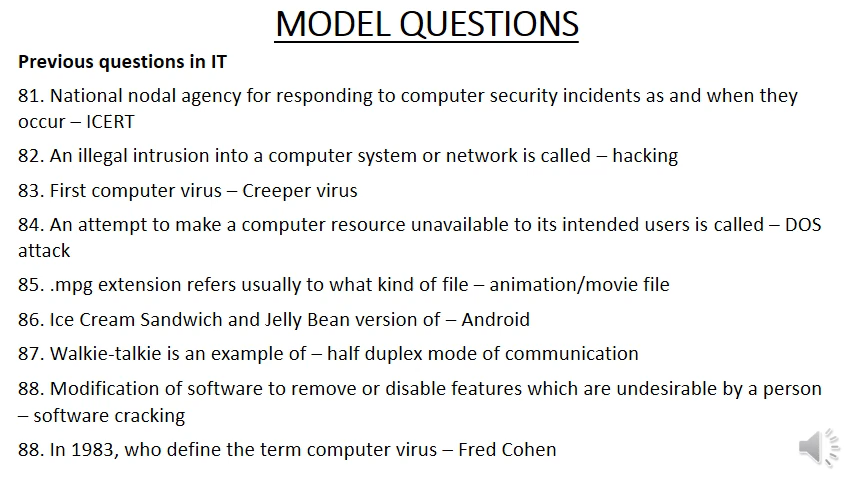 MODEL QUESTIONS
Previous questions in IT
81. National nodal agency for responding to computer security incidents as and when they
occur – ICERT
82. An illegal intrusion into a computer system or network is called – hacking
83. First computer virus – Creeper virus
84. An attempt to make a computer resource unavailable to its intended users is called – DOS
attack
85. .mpg extension refers usually to what kind of file – animation/movie file
86. Ice Cream Sandwich and Jelly Bean version of – Android
87. Walkie-talkie is an example of – half duplex mode of communication
88. Modification of software to remove or disable features which are undesirable by a person
– software cracking
88. In 1983, who define the term computer virus – Fred Cohen